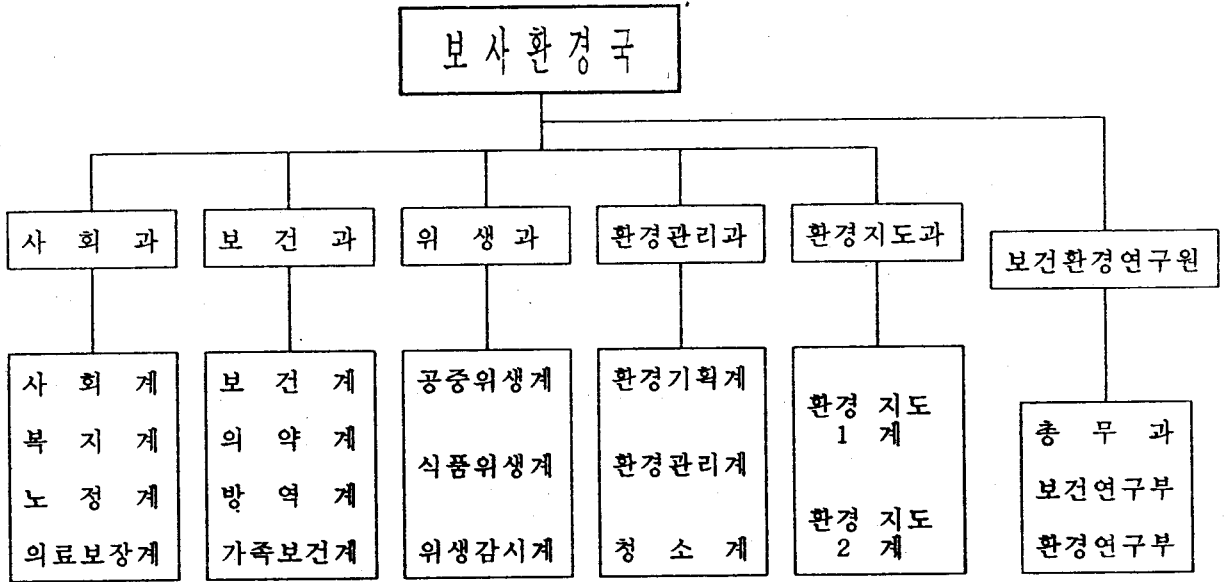 보사환경국
사 회 과
보 건 과
위 생 과
환경관리과
환경지도과
보건환경연구원
사 회 계
복 지 계
노 정 계
의료보장계
보 건 계
의 약 계
방 역 계
가족보건계
공중위생계
식품위생계
위생감시계
환경기획계
환경관리계
청 소 계
환경 지도
1 계
환경 지도
2 계
총 무 과
보건연구부
환경연구부